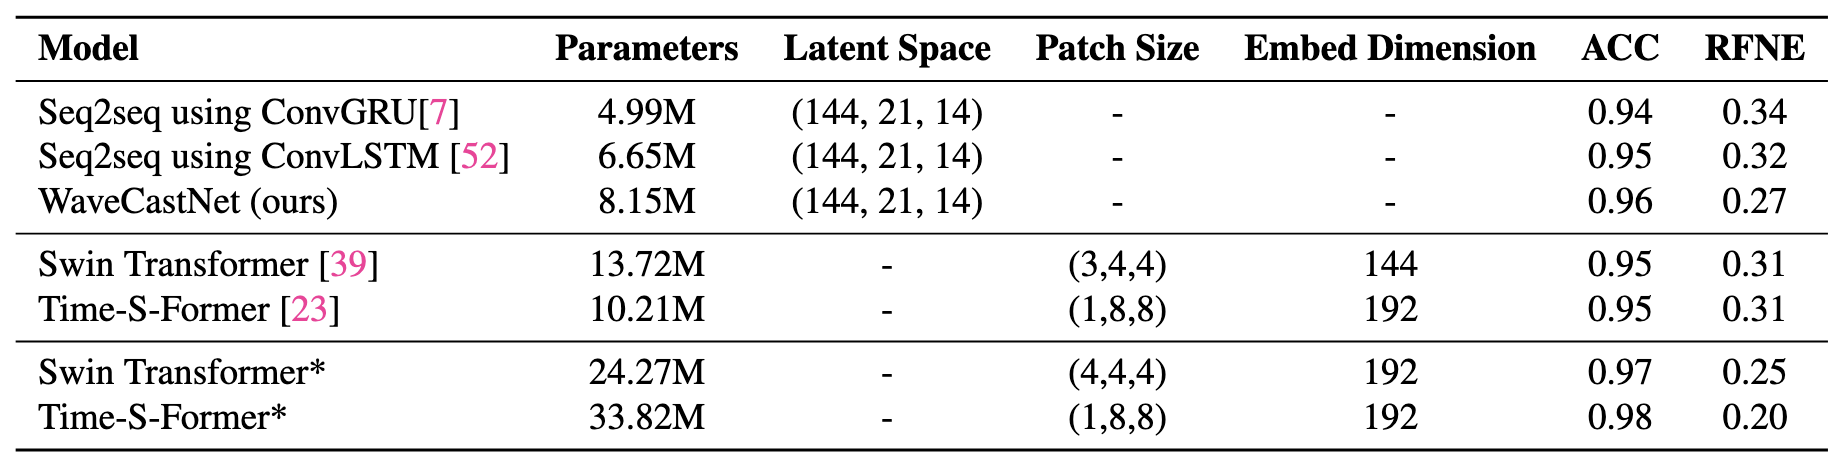 Model Parameters Latent Space Patch Size Embed Dimension ACC RFNE
Seq2seq using ConvGRU[7] 4.99M (144, 21, 14) - - 0.94 0.34
Seq2seq using ConvLSTM [52] 6.65M (144, 21, 14) - - 0.95 0.32
WaveCastNet (ours) 8.15M (144, 21, 14) - - 0.96 0.27
Swin Transformer [39] 13.72M - (3,4,4) 144 0.95 0.31
Time-S-Former [23] 10.21M - (1,8,8) 192 0.95 0.31
Swin Transformer* 24.27M - (4,4,4) 192 0.97 0.25
Time-S-Former* 33.82M - (1,8,8) 192 0.98 0.20